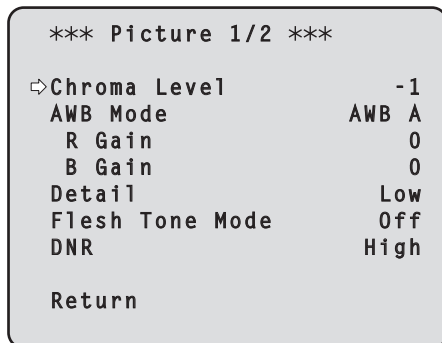 *** Picture 1/2 ***
⇨Chroma Level -1
AWB Mode AWB A
R Gain 0
B Gain 0
Detail Low
Flesh Tone Mode Off
DNR High
Return